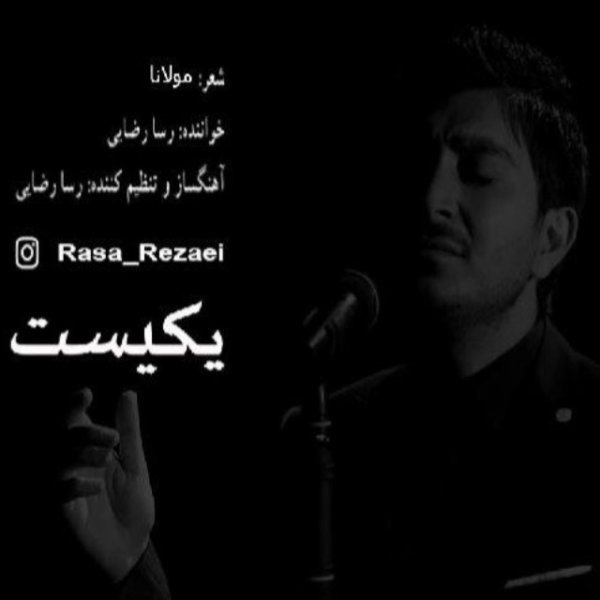 شعر: مولانا
خواننده: رسا رضایی
آهنگساز و تنظیم کننده: رسا رضایی
Rasa_Rezaei
یکیست